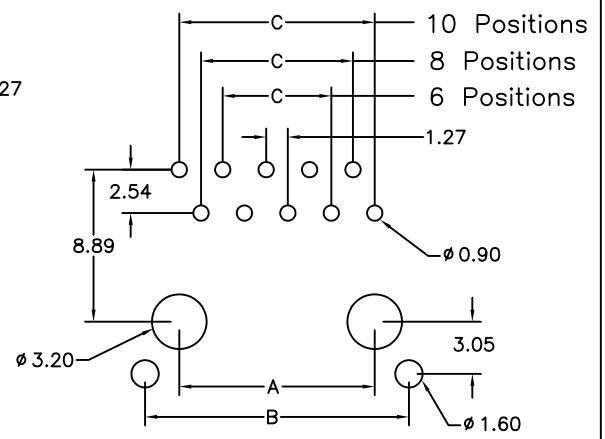 C 10 Positions
C 8 Positions
27
C 6 Positions
1.27
2.54
8.89
ø 0.90
3.05
ø 3.20
A
B
ø 1.60